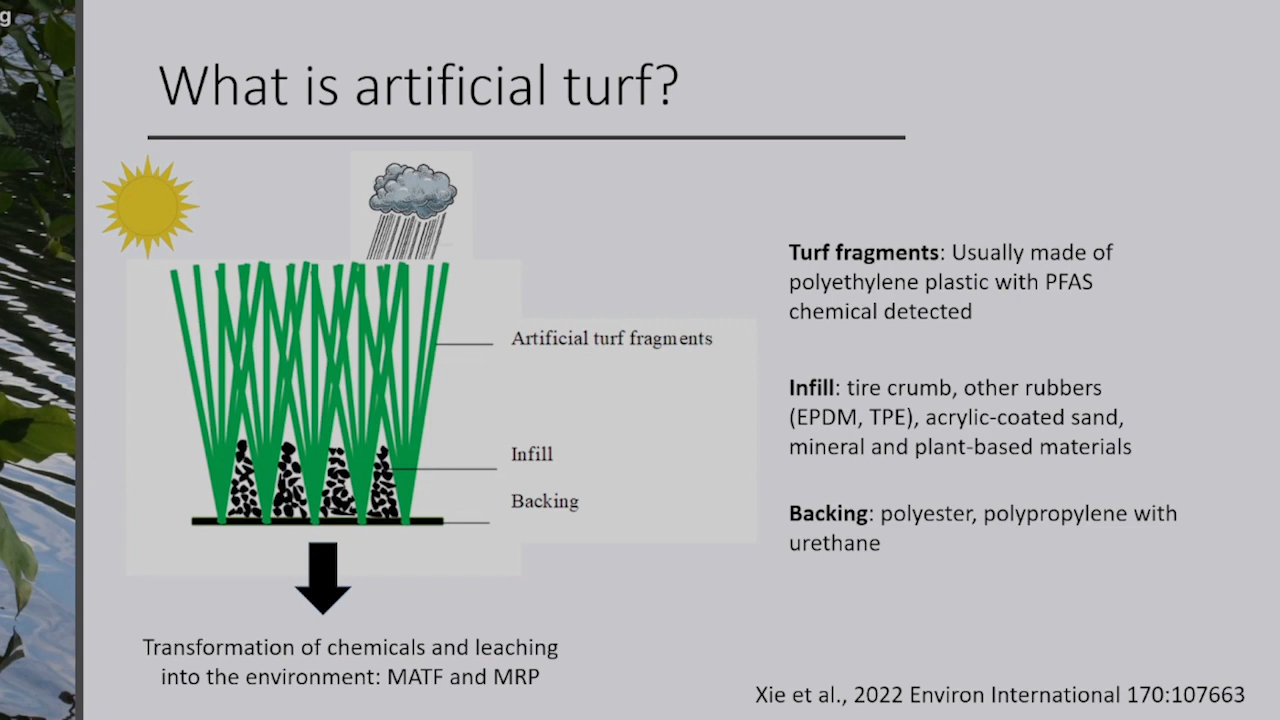 g
What is artificial turf?
Artificial turf fragments
Infill
Backing
Transformation of chemicals and leaching
into the environment: MATF and MRP
Turf fragments: Usually made of
polyethylene plastic with PFAS
chemical detected
Infill: tire crumb, other rubbers
(EPDM, TPE), acrylic-coated sand,
mineral and plant-based materials
Backing: polyester, polypropylene with
urethane
Xie et al., 2022 Environ International 170:107663